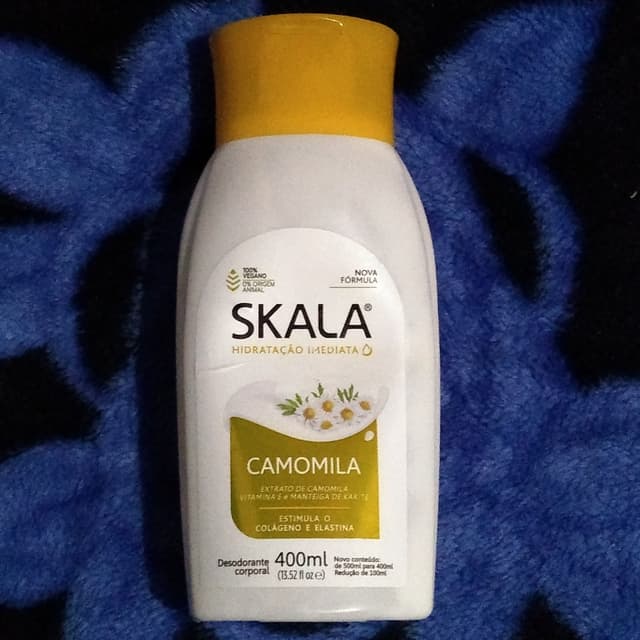 100%
VEGANO
0% ORIGEM
ANIMAL
NOVA
FÓRMULA
SKALA®
HIDRATAÇÃO IMEDIATA
CAMOMILA
EXTRATO DE CAMOMILA
VITAMINA E e MANTEIGA DE KARITÉ
ESTIMULA O
COLÁGENO E ELASTINA
Desodorante
corporal
400ml
(13.52 fl oz ℮)
Novo conteúdo:
de 500ml para 400ml
Redução de 100ml